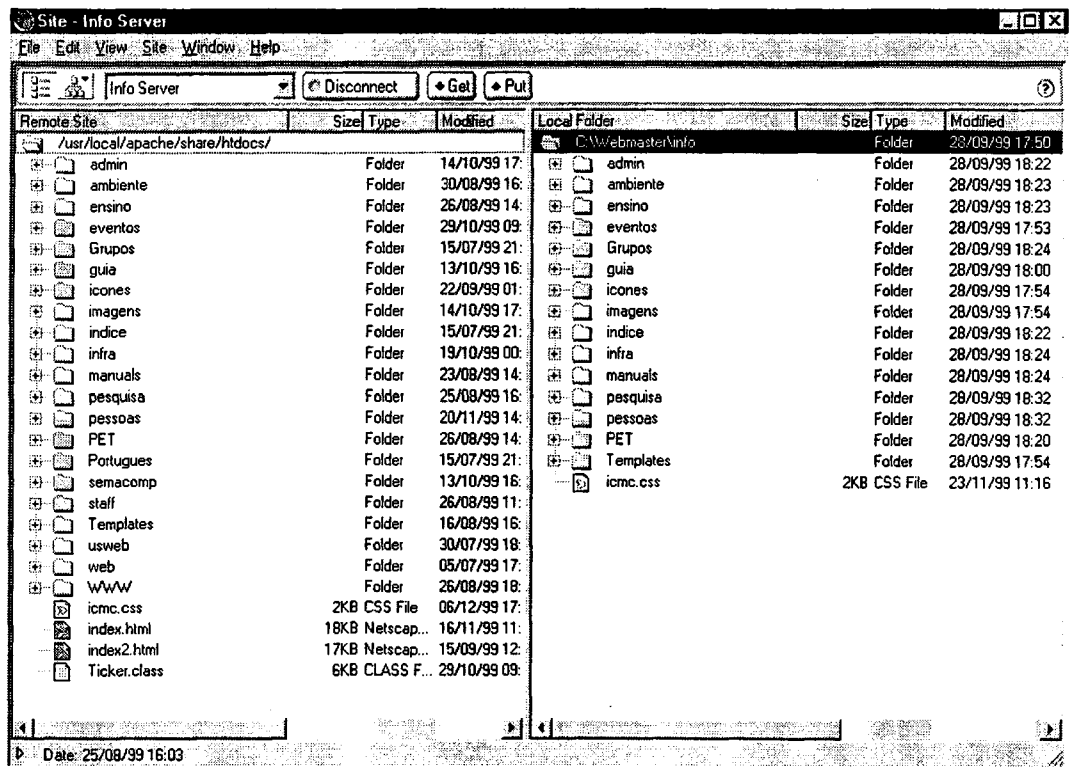 Site - Info Server
File Edit View Site Window Help
Info Server Disconnect Get Put
Remote Site Size Type Modified
/usr/local/apache/share/htdocs/
admin Folder 14/10/99 17:
ambiente Folder 30/08/99 16:
ensino Folder 26/08/99 14:
eventos Folder 29/10/99 09:
Grupos Folder 15/07/99 21:
guia Folder 13/10/99 16:
icones Folder 22/09/99 01:
imagens Folder 14/10/99 17:
indice Folder 15/07/99 21:
infra Folder 19/10/99 00:
manuals Folder 23/08/99 14:
pesquisa Folder 25/08/99 16:
pessoas Folder 20/11/99 14:
PET Folder 26/08/99 14:
Portugues Folder 15/07/99 21:
semacomp Folder 13/10/99 16:
staff Folder 26/08/99 11:
Templates Folder 16/08/99 16:
usweb Folder 30/07/99 18:
web Folder 05/07/99 17:
WWW Folder 26/08/99 18:
icmc.css 2KB CSS File 06/12/99 17:
index.html 18KB Netscap... 16/11/99 11:
index2.html 17KB Netscap... 15/09/99 12:
Ticker.class 6KB CLASS F... 29/10/99 09:
Local Folder Size Type Modified
C:\Webmaster\info Folder 28/09/99 17:50
admin Folder 28/09/99 18:22
ambiente Folder 28/09/99 18:23
ensino Folder 28/09/99 18:23
eventos Folder 28/09/99 17:53
Grupos Folder 28/09/99 18:24
guia Folder 28/09/99 18:00
icones Folder 28/09/99 17:54
imagens Folder 28/09/99 17:54
indice Folder 28/09/99 18:22
infra Folder 28/09/99 18:24
manuals Folder 28/09/99 18:24
pesquisa Folder 28/09/99 18:32
pessoas Folder 28/09/99 18:32
PET Folder 28/09/99 18:20
Templates Folder 28/09/99 17:54
icmc.css 2KB CSS File 23/11/99 11:16
Date: 25/08/99 16:03